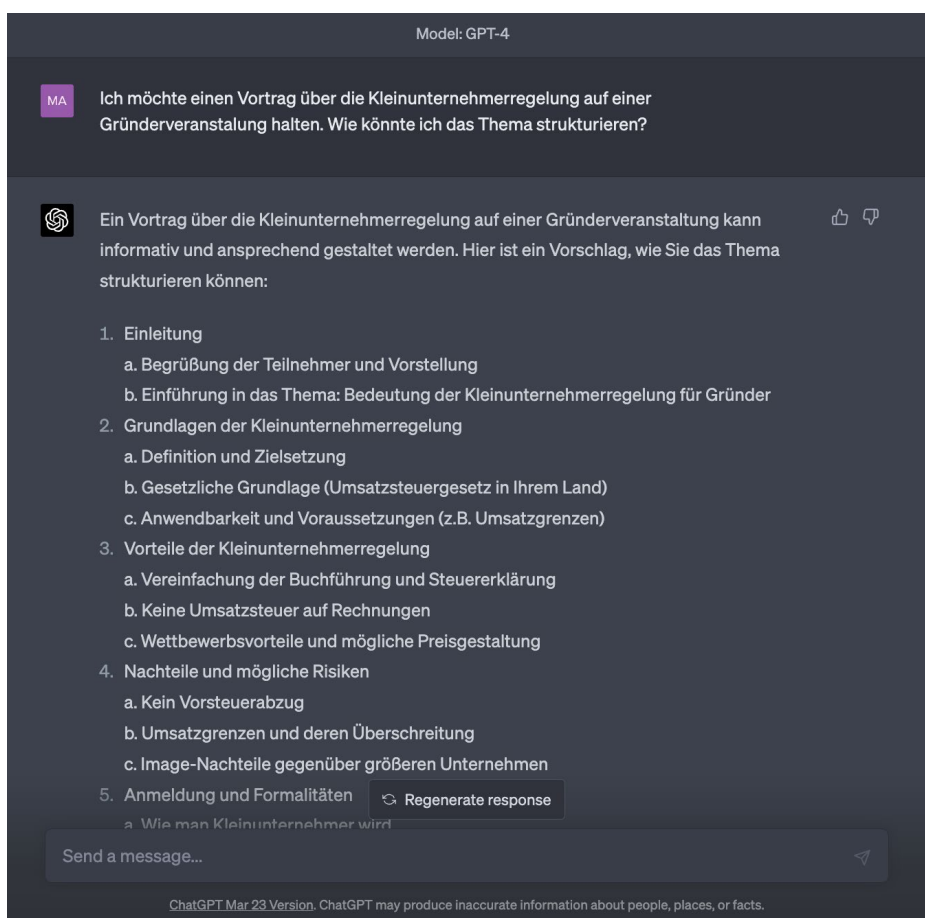 Model: GPT-4
MA
Ich möchte einen Vortrag über die Kleinunternehmerregelung auf einer
Gründerveranstalung halten. Wie könnte ich das Thema strukturieren?
Ein Vortrag über die Kleinunternehmerregelung auf einer Gründerveranstaltung kann
informativ und ansprechend gestaltet werden. Hier ist ein Vorschlag, wie Sie das Thema
strukturieren können:
1. Einleitung
a. Begrüßung der Teilnehmer und Vorstellung
b. Einführung in das Thema: Bedeutung der Kleinunternehmerregelung für Gründer
2. Grundlagen der Kleinunternehmerregelung
a. Definition und Zielsetzung
b. Gesetzliche Grundlage (Umsatzsteuergesetz in Ihrem Land)
c. Anwendbarkeit und Voraussetzungen (z.B. Umsatzgrenzen)
3. Vorteile der Kleinunternehmerregelung
a. Vereinfachung der Buchführung und Steuererklärung
b. Keine Umsatzsteuer auf Rechnungen
c. Wettbewerbsvorteile und mögliche Preisgestaltung
4. Nachteile und mögliche Risiken
a. Kein Vorsteuerabzug
b. Umsatzgrenzen und deren Überschreitung
c. Image-Nachteile gegenüber größeren Unternehmen
5. Anmeldung und Formalitäten
Regenerate response
a. Wie man Kleinunternehmer wird
Send a message...
ChatGPT Mar 23 Version. ChatGPT may produce inaccurate information about people, places, or facts.